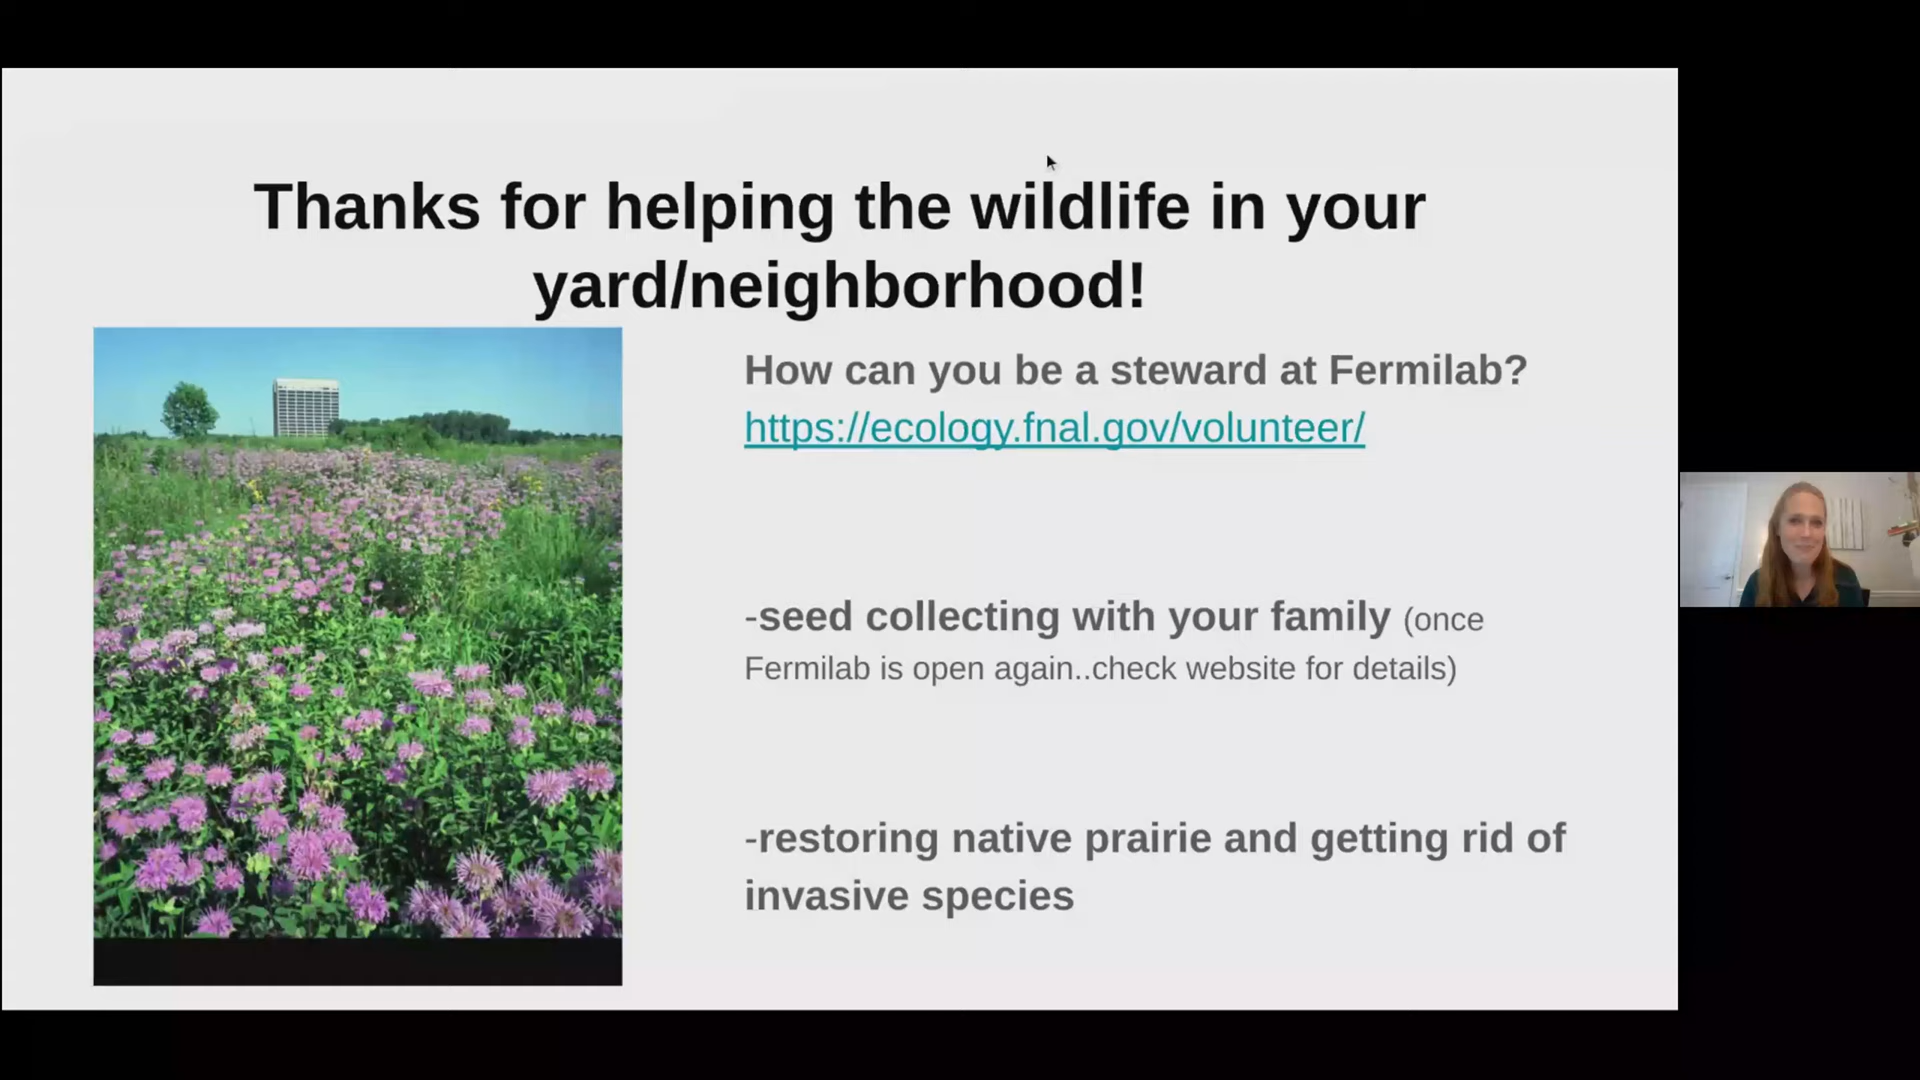 Thanks for helping the wildlife in your
yard/neighborhood!
How can you be a steward at Fermilab?
https://ecology.fnal.gov/volunteer/
-seed collecting with your family (once
Fermilab is open again..check website for details)
-restoring native prairie and getting rid of
invasive species